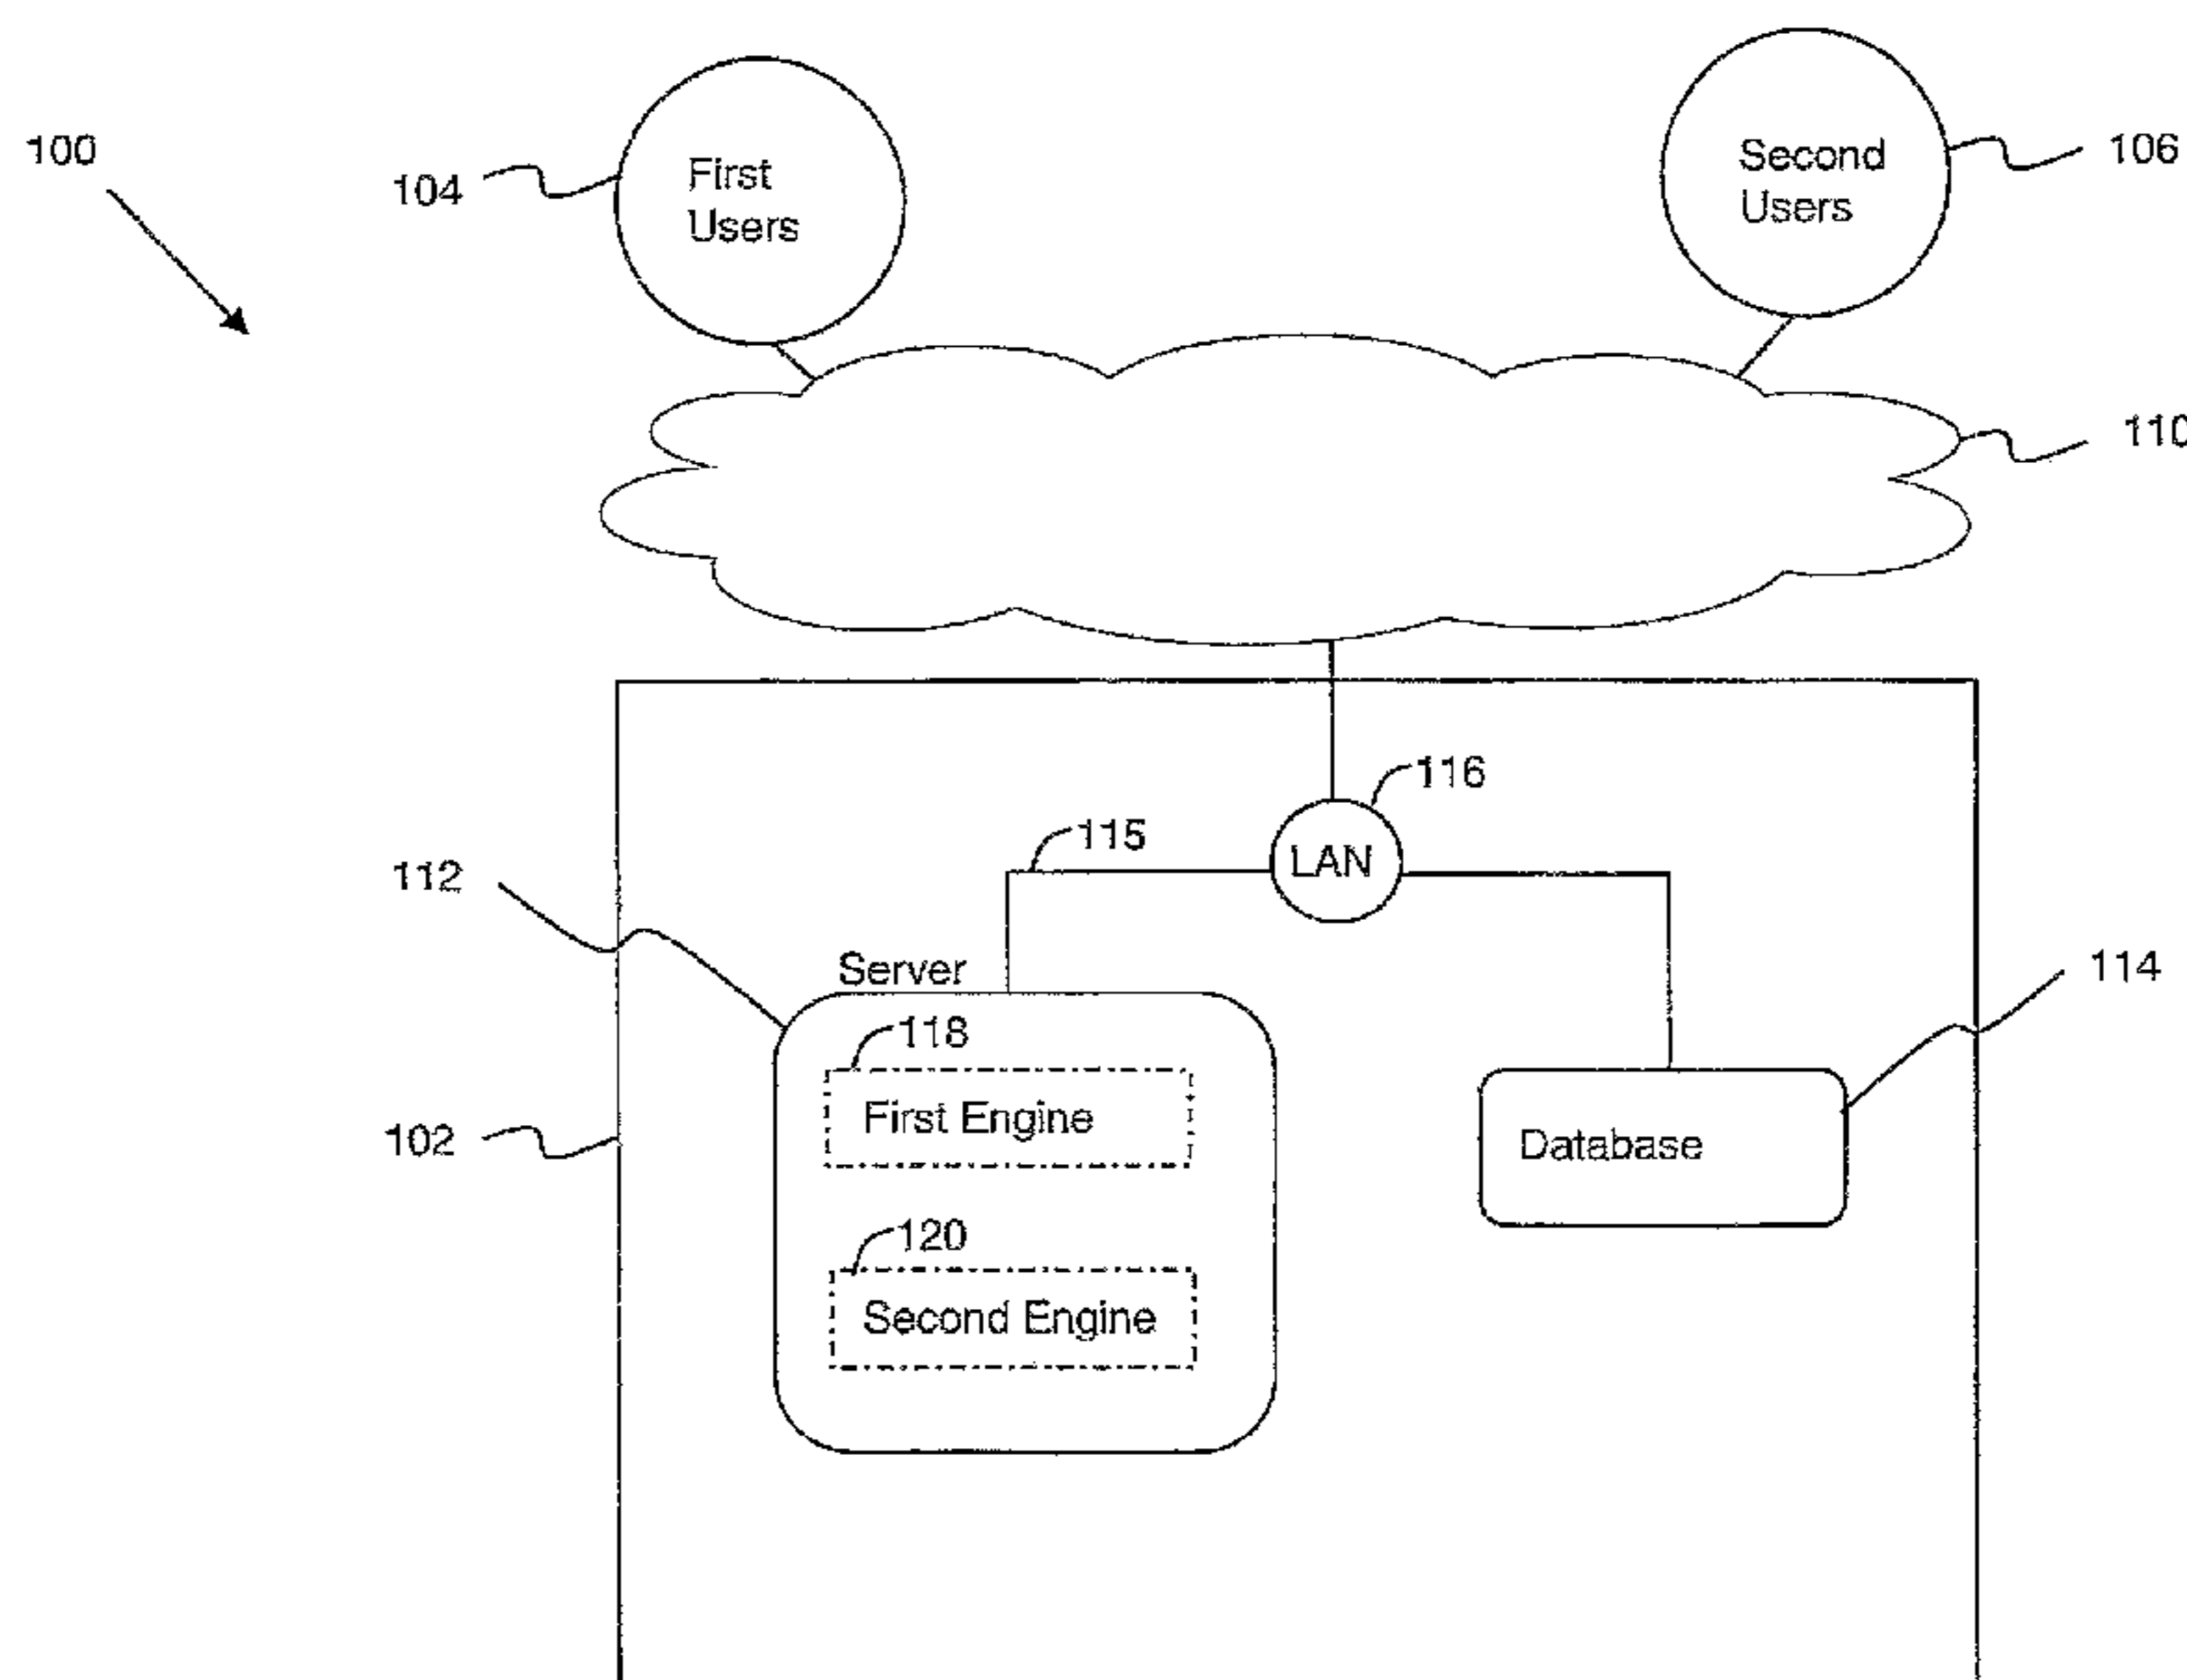 100
104
First
Users
Second
Users
106
110
116
115
LAN
112
Server
114
118
First Engine
102
Database
120
Second Engine